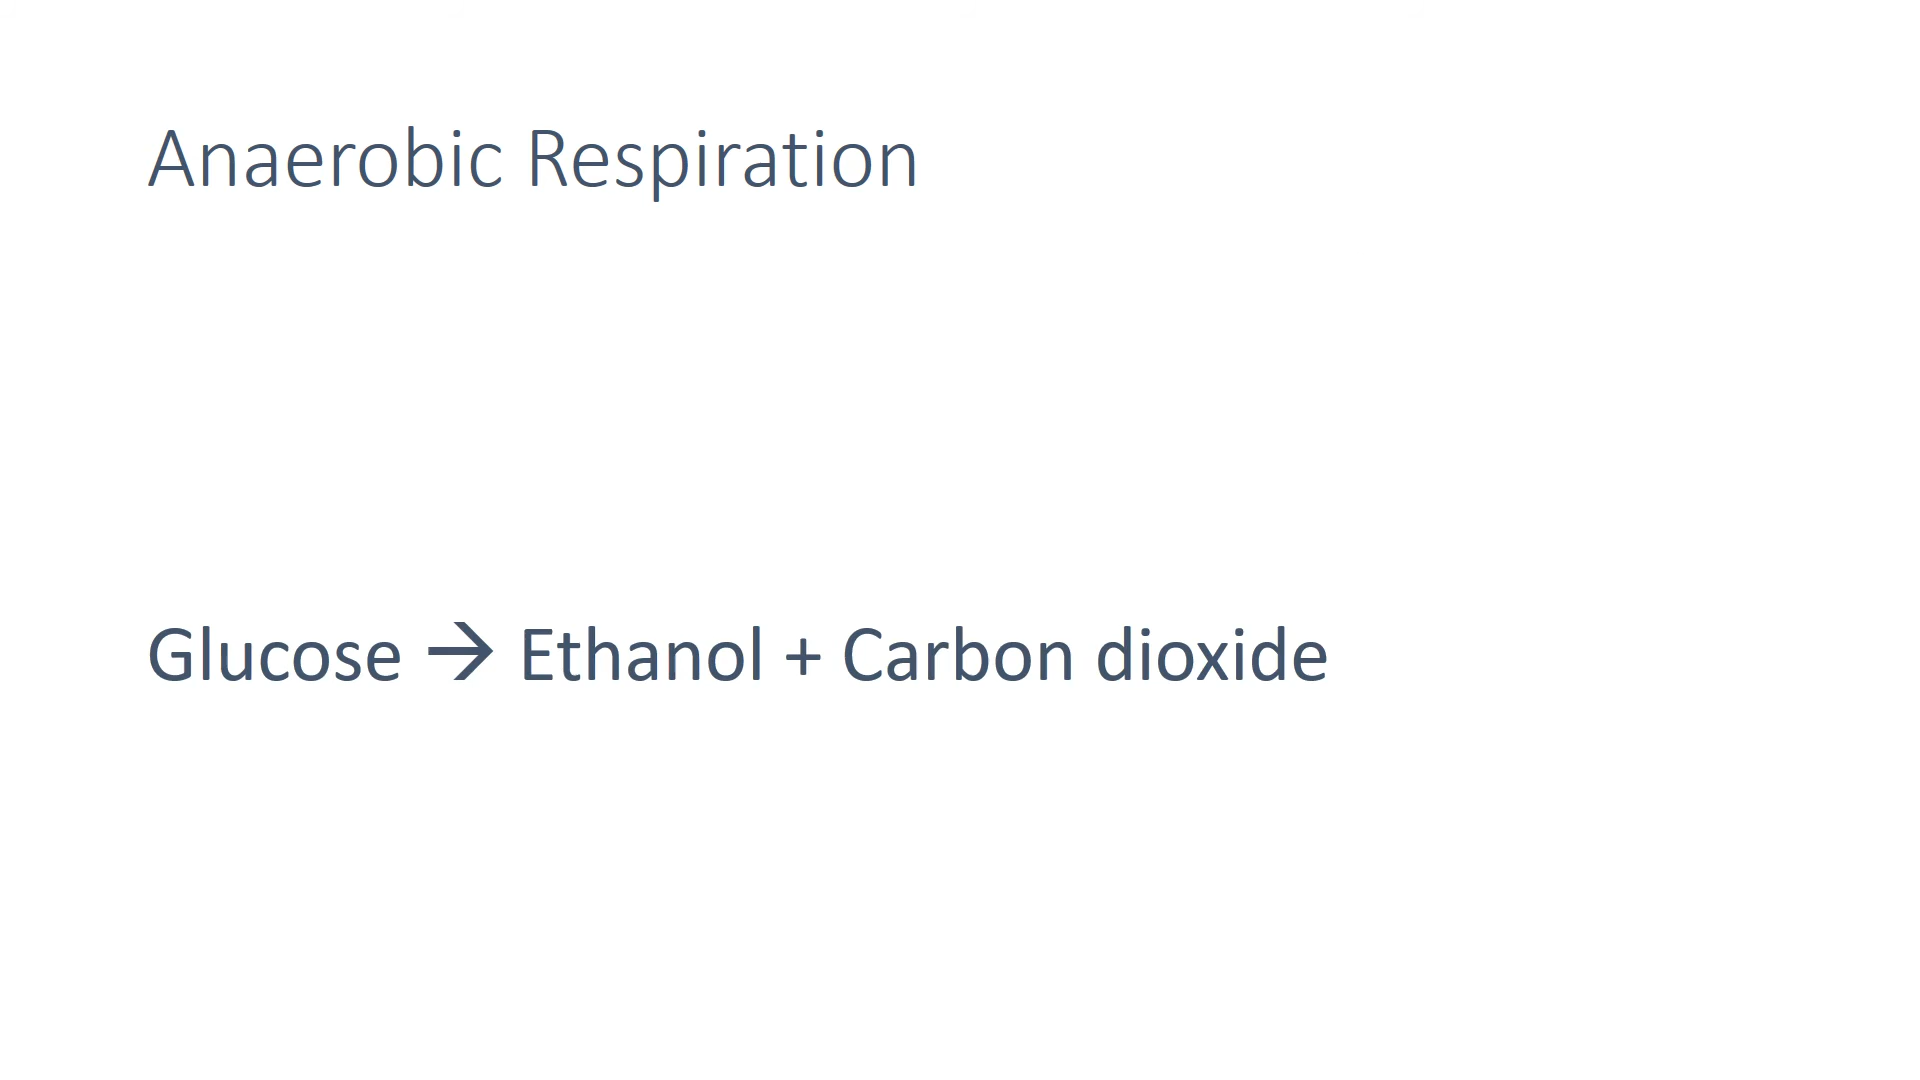 Anaerobic Respiration
Glucose → Ethanol + Carbon dioxide